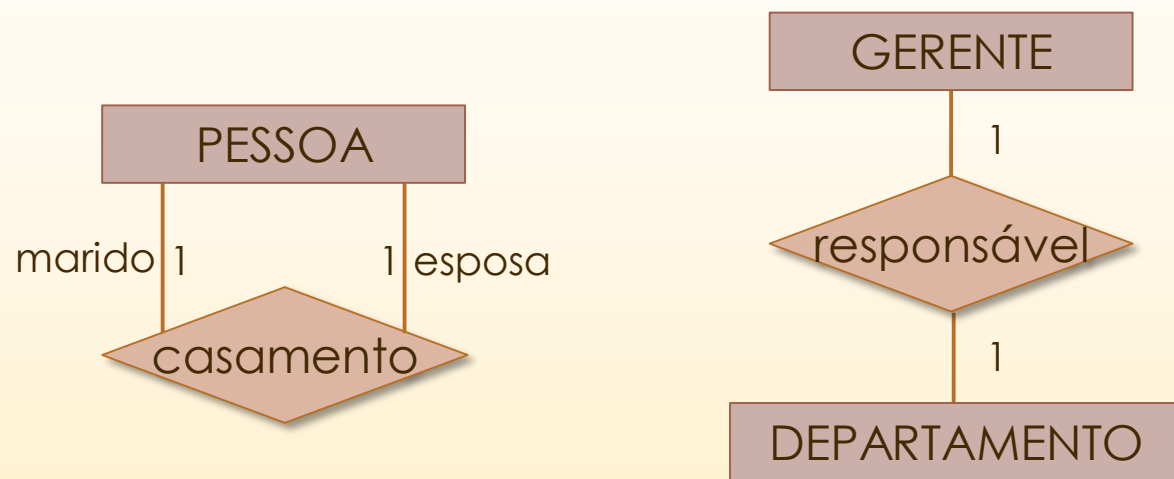 PESSOA
marido 1 1 esposa
casamento
GERENTE
1
responsável
1
DEPARTAMENTO